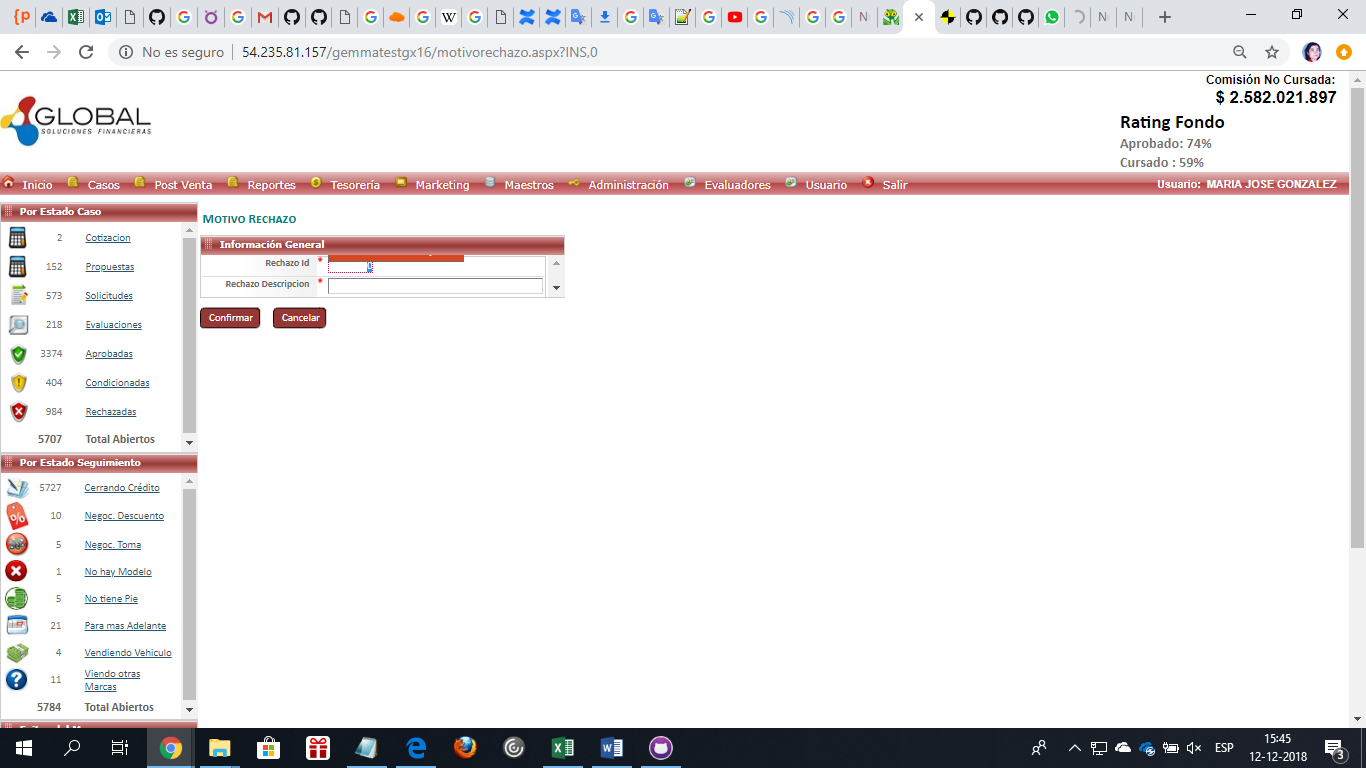 No es seguro 54.235.81.157/gemmatestgx16/motivorechazo.aspx?INS,0
Comisión No Cursada:
$ 2.582.021.897
GLOBAL
SOLUCIONES FINANCIERAS
Rating Fondo
Aprobado: 74%
Cursado : 59%
Inicio Casos Post Venta Reportes Tesorería Marketing Maestros Administración Evaluadores Usuario Salir Usuario: MARIA JOSE GONZALEZ
Por Estado Caso
2 Cotizacion
152 Propuestas
573 Solicitudes
218 Evaluaciones
3374 Aprobadas
404 Condicionadas
984 Rechazadas
5707 Total Abiertos
Por Estado Seguimiento
5727 Cerrando Crédito
10 Negoc. Descuento
5 Negoc. Toma
1 No hay Modelo
5 No tiene Pie
21 Para mas Adelante
4 Vendiendo Vehiculo
11 Viendo otras
Marcas
5784 Total Abiertos
Motivo Rechazo
Información General
Rechazo Id *
Rechazo Descripcion *
Confirmar Cancelar
ESP
15:45
12-12-2018
3